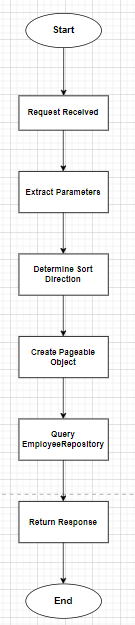 Start
Request Received
Extract Parameters
Determine Sort
Direction
Create Pageable
Object
Query
EmployeeRepository
Return Response
End